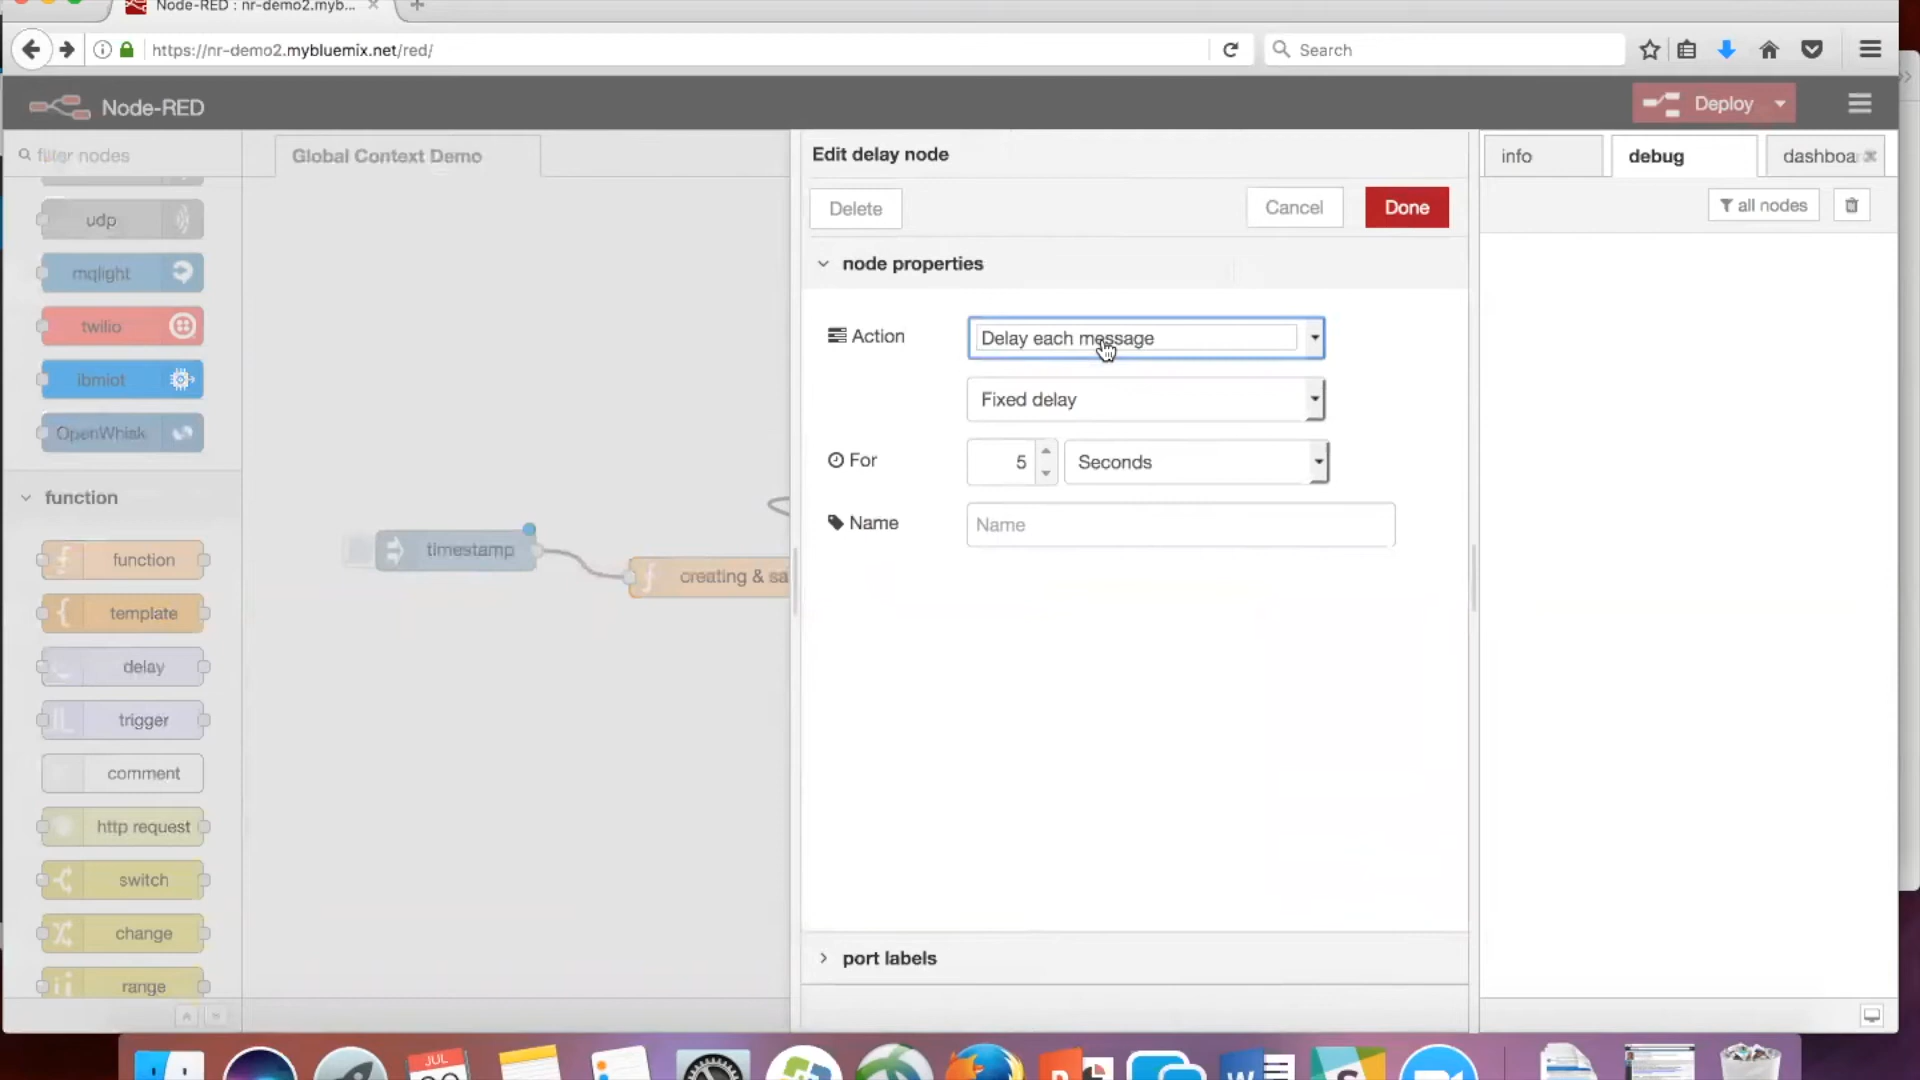 Node-RED : nr-demo2.myb...
https://nr-demo2.mybluemix.net/red/
Search
Node-RED
Deploy
filter nodes
Global Context Demo
Edit delay node
info
debug
dashboa
Delete
Cancel
Done
all nodes
udp
mqlight
twilio
ibmiot
OpenWhisk
node properties
Action
Delay each message
Fixed delay
For
5
Seconds
Name
Name
function
timestamp
creating & sa
function
template
delay
trigger
comment
http request
switch
change
range
port labels
JUL